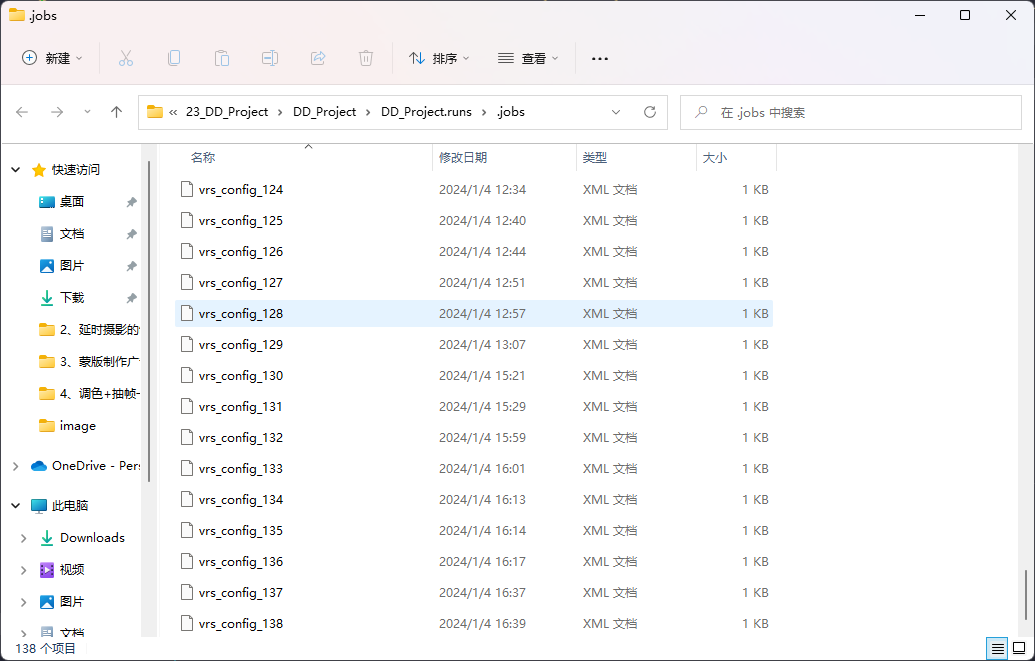 .jobs
新建
排序
查看
« 23_DD_Project > DD_Project > DD_Project.runs > .jobs
在 .jobs 中搜索
名称 修改日期 类型 大小
快速访问
桌面
文档
图片
下载
2、延时摄影的
3、蒙版制作广
4、调色+抽帧
image
OneDrive - Pers
此电脑
Downloads
视频
图片
文档
vrs_config_124 2024/1/4 12:34 XML 文档 1 KB
vrs_config_125 2024/1/4 12:40 XML 文档 1 KB
vrs_config_126 2024/1/4 12:44 XML 文档 1 KB
vrs_config_127 2024/1/4 12:51 XML 文档 1 KB
vrs_config_128 2024/1/4 12:57 XML 文档 1 KB
vrs_config_129 2024/1/4 13:07 XML 文档 1 KB
vrs_config_130 2024/1/4 15:21 XML 文档 1 KB
vrs_config_131 2024/1/4 15:29 XML 文档 1 KB
vrs_config_132 2024/1/4 15:59 XML 文档 1 KB
vrs_config_133 2024/1/4 16:01 XML 文档 1 KB
vrs_config_134 2024/1/4 16:13 XML 文档 1 KB
vrs_config_135 2024/1/4 16:14 XML 文档 1 KB
vrs_config_136 2024/1/4 16:17 XML 文档 1 KB
vrs_config_137 2024/1/4 16:37 XML 文档 1 KB
vrs_config_138 2024/1/4 16:39 XML 文档 1 KB
138 个项目